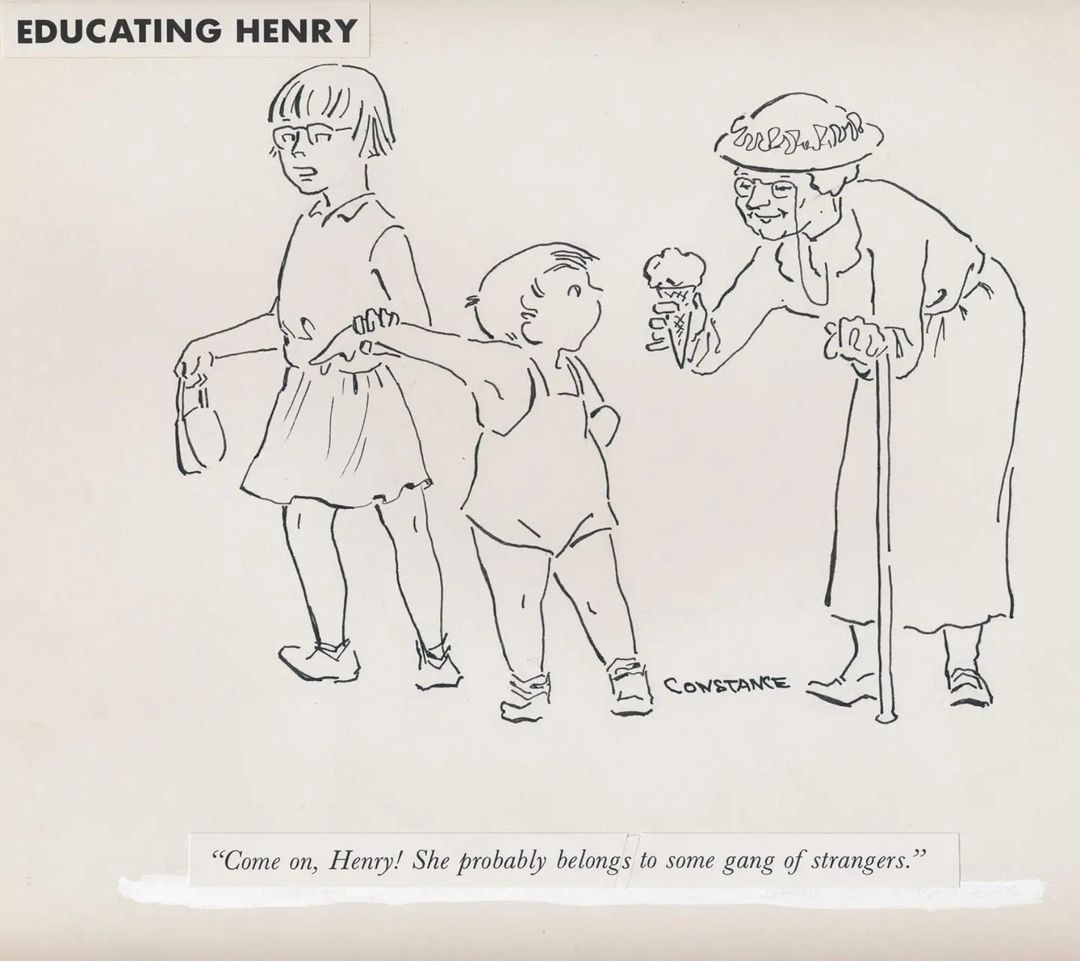 EDUCATING HENRY
CONSTANCE
“Come on, Henry! She probably belongs to some gang of strangers.”